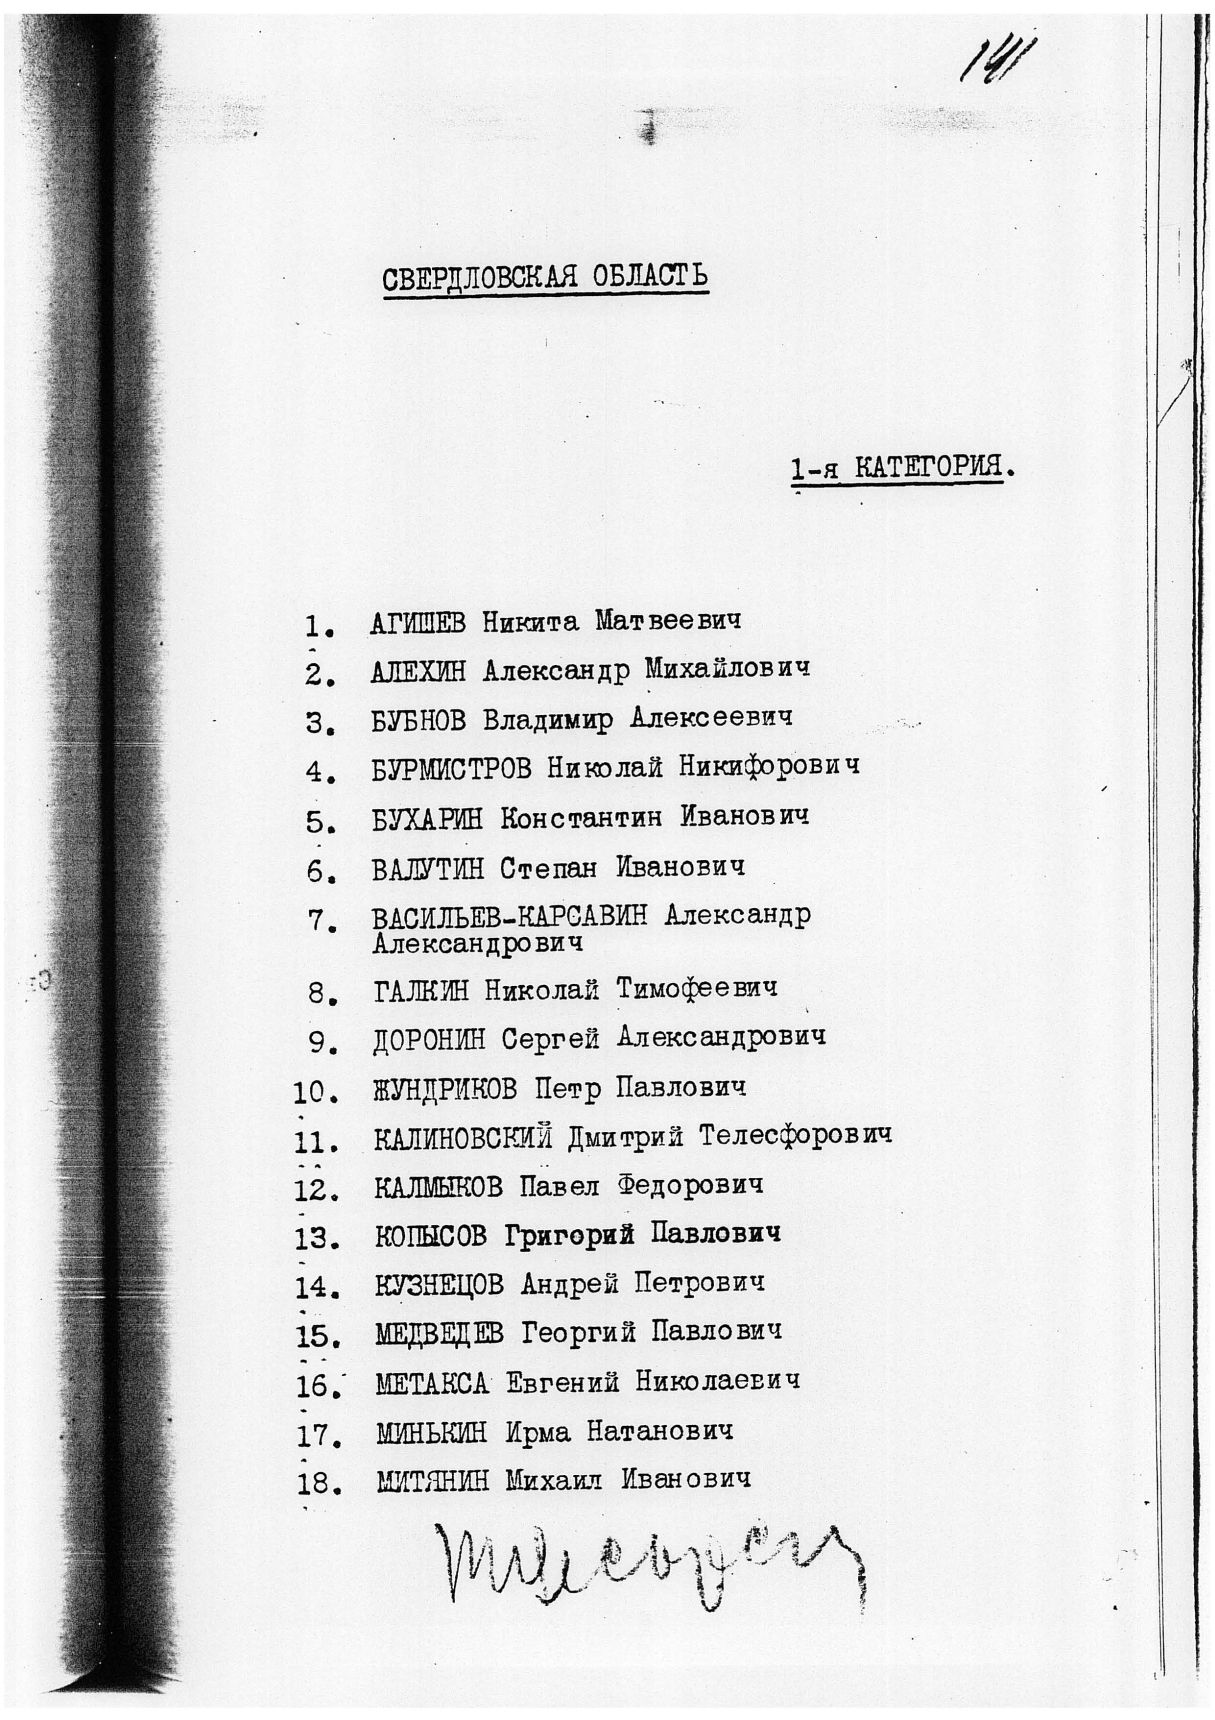 141
СВЕРДЛОВСКАЯ ОБЛАСТЬ
1-я КАТЕГОРИЯ.
1. АГИШЕВ Никита Матвеевич
2. АЛЕХИН Александр Михайлович
3. БУБНОВ Владимир Алексеевич
4. БУРМИСТРОВ Николай Никифорович
5. БУХАРИН Константин Иванович
6. ВАЛУТИН Степан Иванович
7. ВАСИЛЬЕВ-КАРСАВИН Александр
Александрович
8. ГАЛКИН Николай Тимофеевич
9. ДОРОНИН Сергей Александрович
10. ЖУНДРИКОВ Петр Павлович
11. КАЛИНОВСКИЙ Дмитрий Телесфорович
12. КАЛМЫКОВ Павел Федорович
13. КОПЫСОВ Григорий Павлович
14. КУЗНЕЦОВ Андрей Петрович
15. МЕДВЕДЕВ Георгий Павлович
16. МЕТАКСА Евгений Николаевич
17. МИНЬКИН Ирма Натанович
18. МИТЯНИН Михаил Иванович